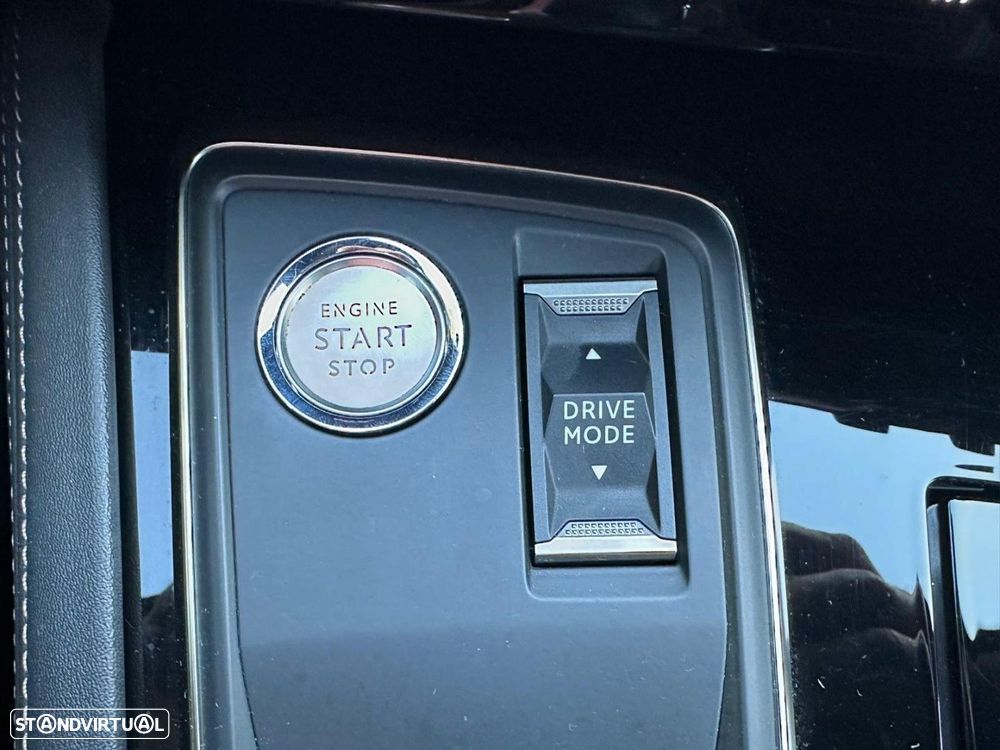 ENGINE
START
STOP
DRIVE
MODE
STANDVIRTUAL